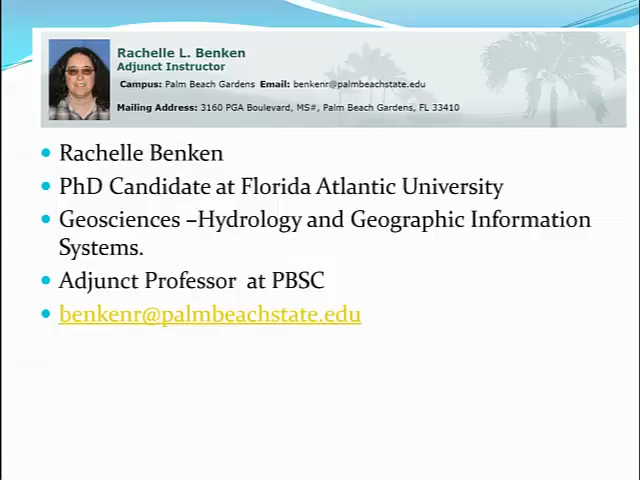 Rachelle L. Benken
Adjunct Instructor
Campus: Palm Beach Gardens Email: benkenr@palmbeachstate.edu
Mailing Address: 3160 PGA Boulevard, MS#, Palm Beach Gardens, FL 33410
• Rachelle Benken
• PhD Candidate at Florida Atlantic University
• Geosciences –Hydrology and Geographic Information
Systems.
• Adjunct Professor at PBSC
• benkenr@palmbeachstate.edu